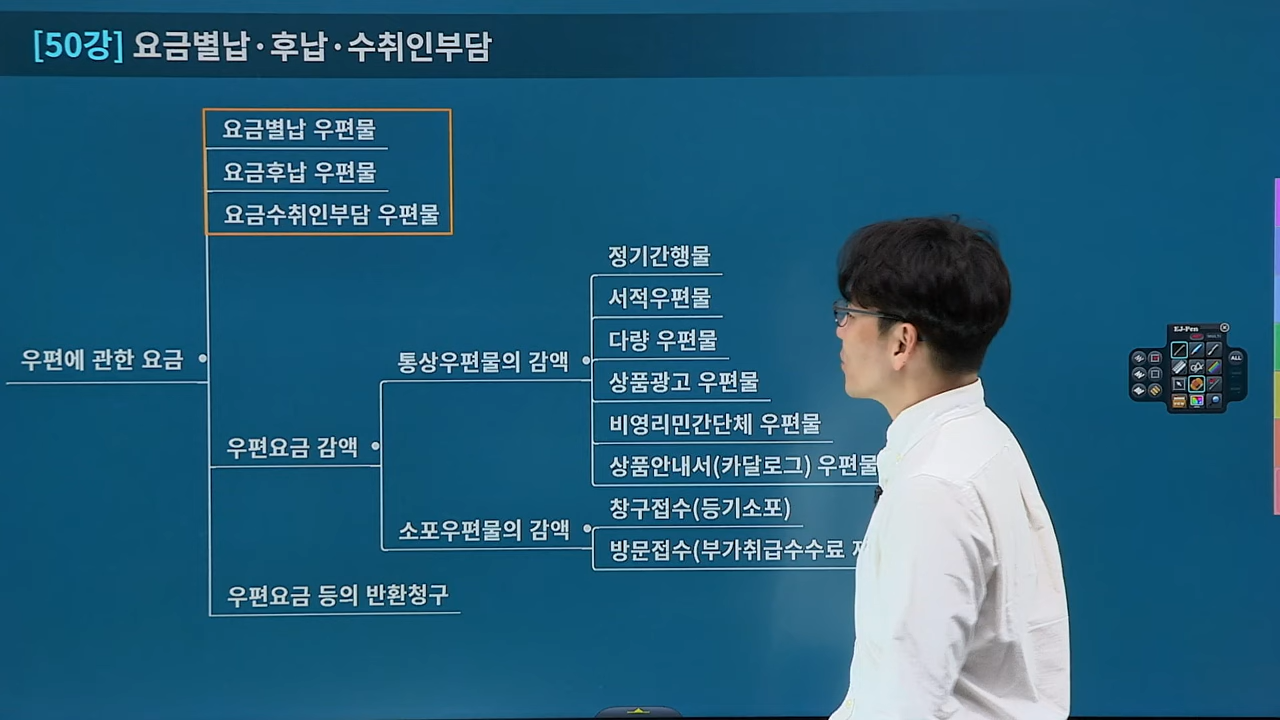 [50강] 요금별납·후납·수취인부담
요금별납 우편물
요금후납 우편물
요금수취인부담 우편물
우편에 관한 요금
우편요금 감액
통상우편물의 감액
정기간행물
서적우편물
다량 우편물
상품광고 우편물
비영리민간단체 우편물
상품안내서(카달로그) 우편물
소포우편물의 감액
창구접수(등기소포)
방문접수(부가취급수수료
우편요금 등의 반환청구
EJ-Pen
ALL